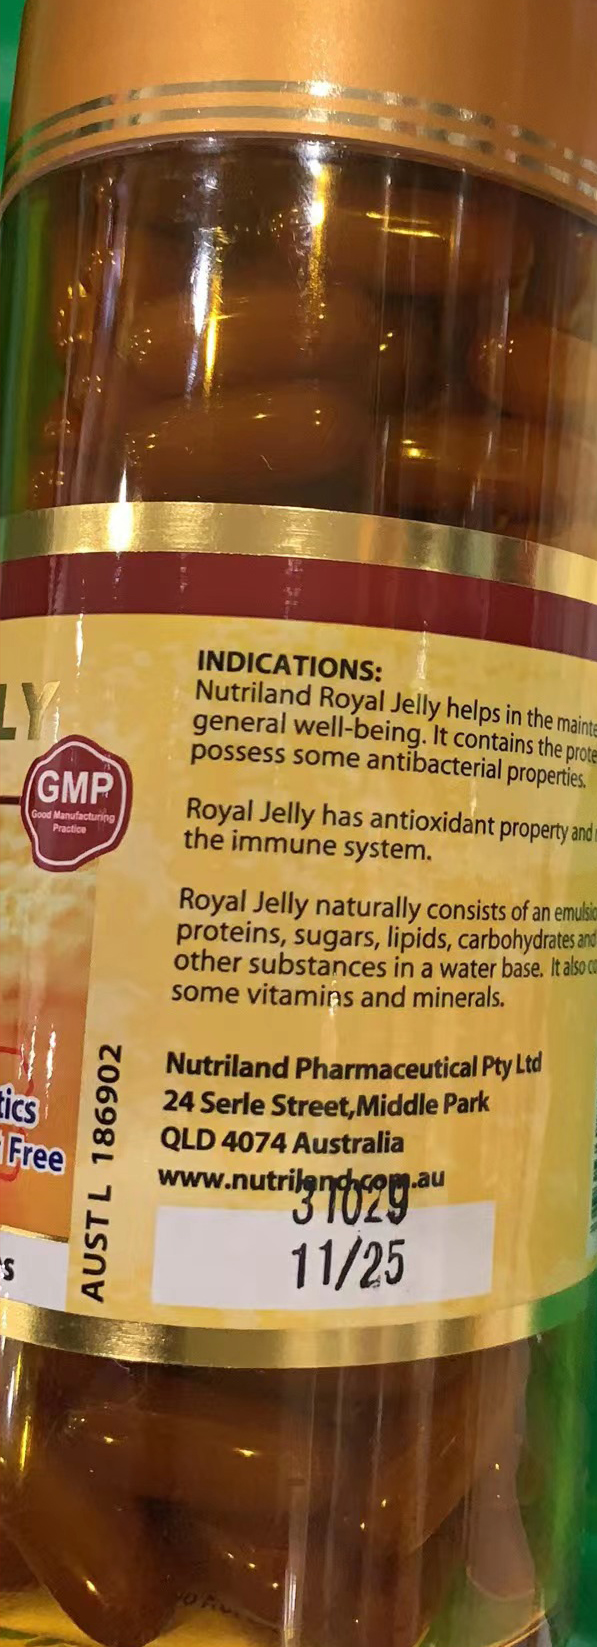 LY
GMP
Good Manufacturing
Practice
tics
Free
s
AUST L 186902
INDICATIONS:
Nutriland Royal Jelly helps in the mainte
general well-being. It contains the prote
possess some antibacterial properties.
Royal Jelly has antioxidant property and
the immune system.
Royal Jelly naturally consists of an emulsio
proteins, sugars, lipids, carbohydrates and
other substances in a water base. It also co
some vitamins and minerals.
Nutriland Pharmaceutical Pty Ltd
24 Serle Street,Middle Park
QLD 4074 Australia
www.nutriland.com.au
31029
11/25